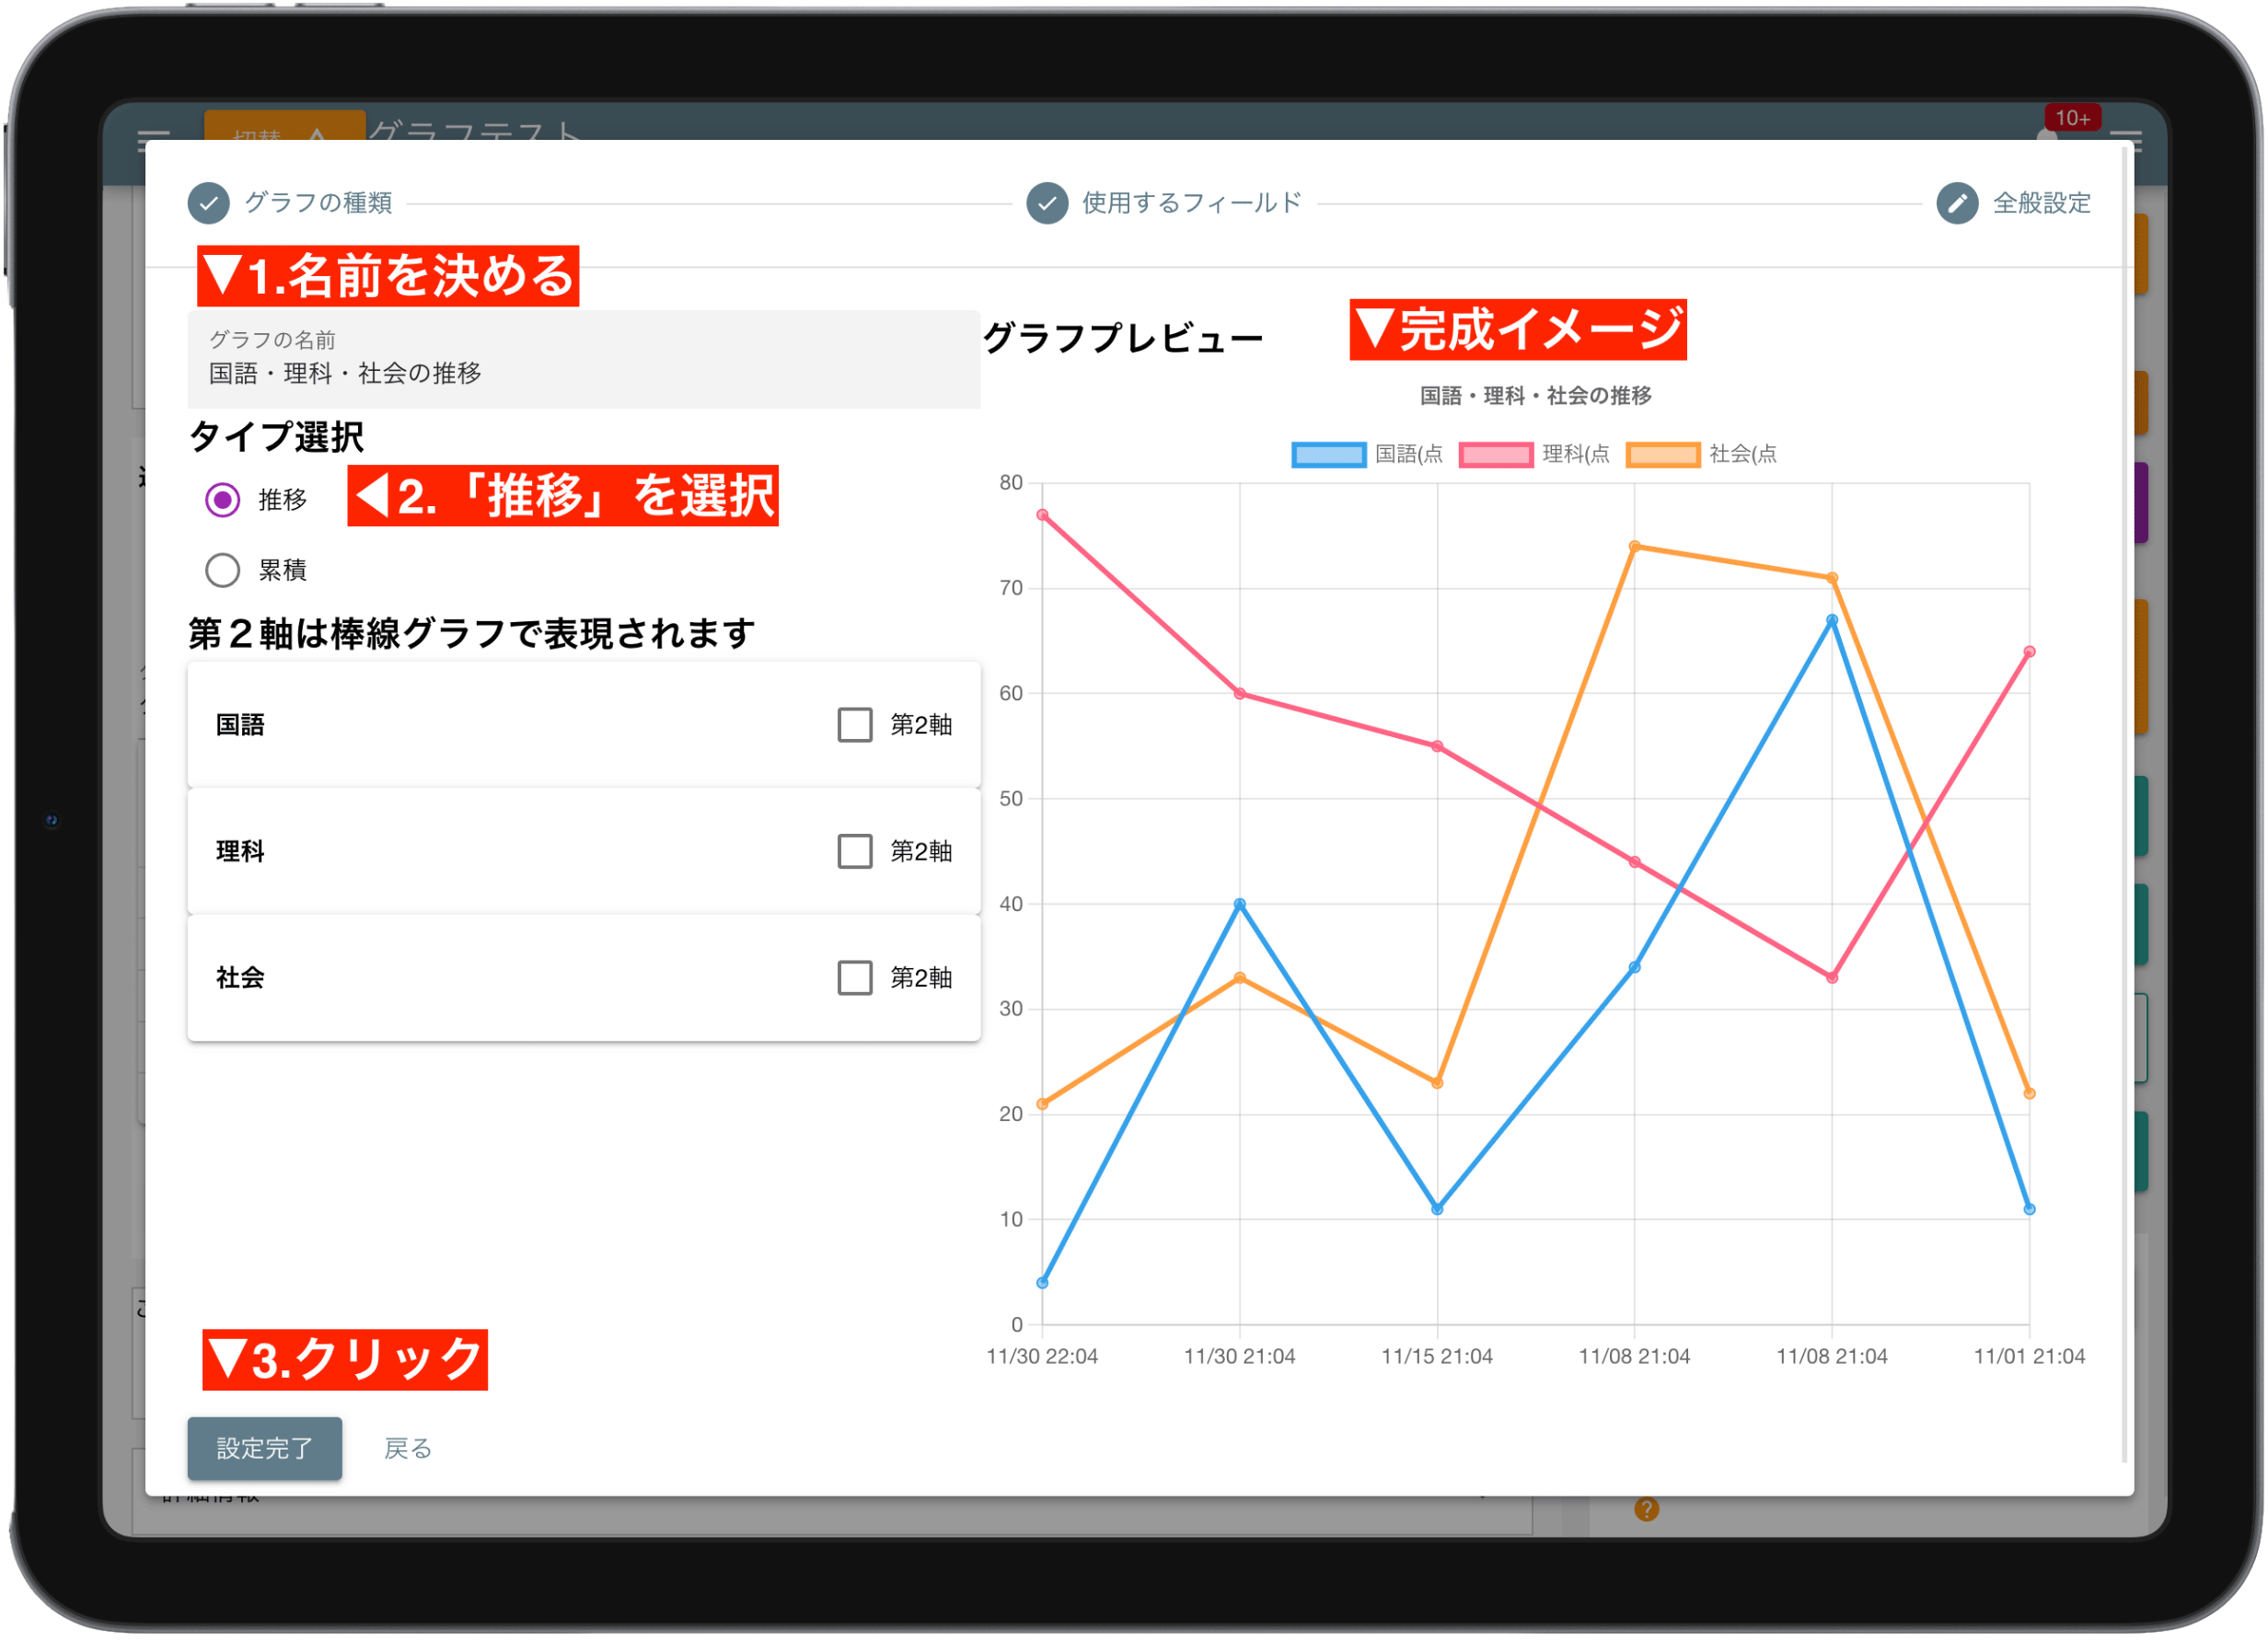 グラフテスト
10+
グラフの種類
使用するフィールド
全般設定
▼1.名前を決める
グラフの名前
国語・理科・社会の推移
タイプ選択
推移
◀2.「推移」を選択
累積
第２軸は棒線グラフで表現されます
国語
第2軸
理科
第2軸
社会
第2軸
▼3.クリック
設定完了
戻る
グラフプレビュー
▼完成イメージ
国語・理科・社会の推移
国語(点 理科(点 社会(点
80
70
60
50
40
30
20
10
0
11/30 22:04 11/30 21:04 11/15 21:04 11/08 21:04 11/08 21:04 11/01 21:04
?